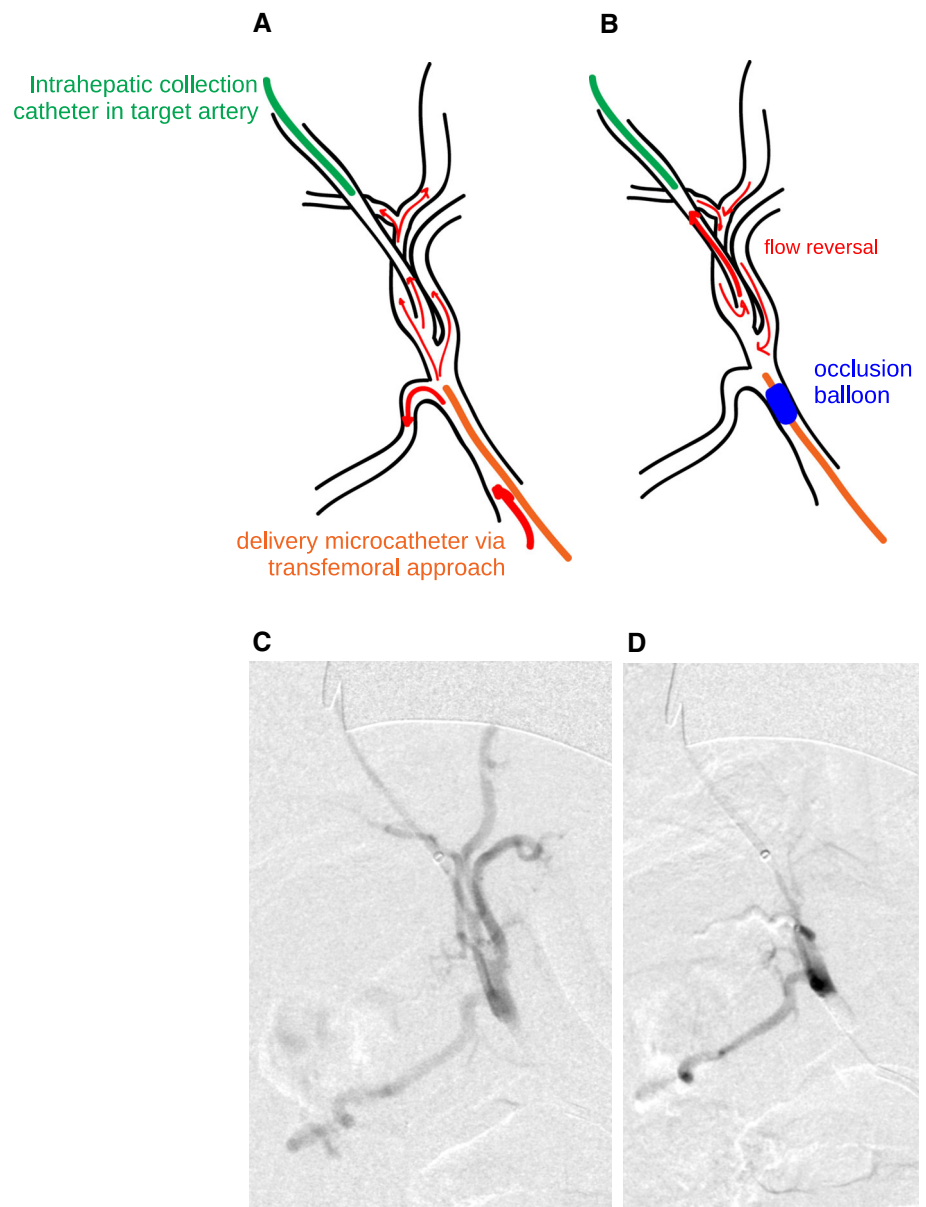 A
B
Intrahepatic collection
catheter in target artery
flow reversal
occlusion
balloon
delivery microcatheter via
transfemoral approach
C
D